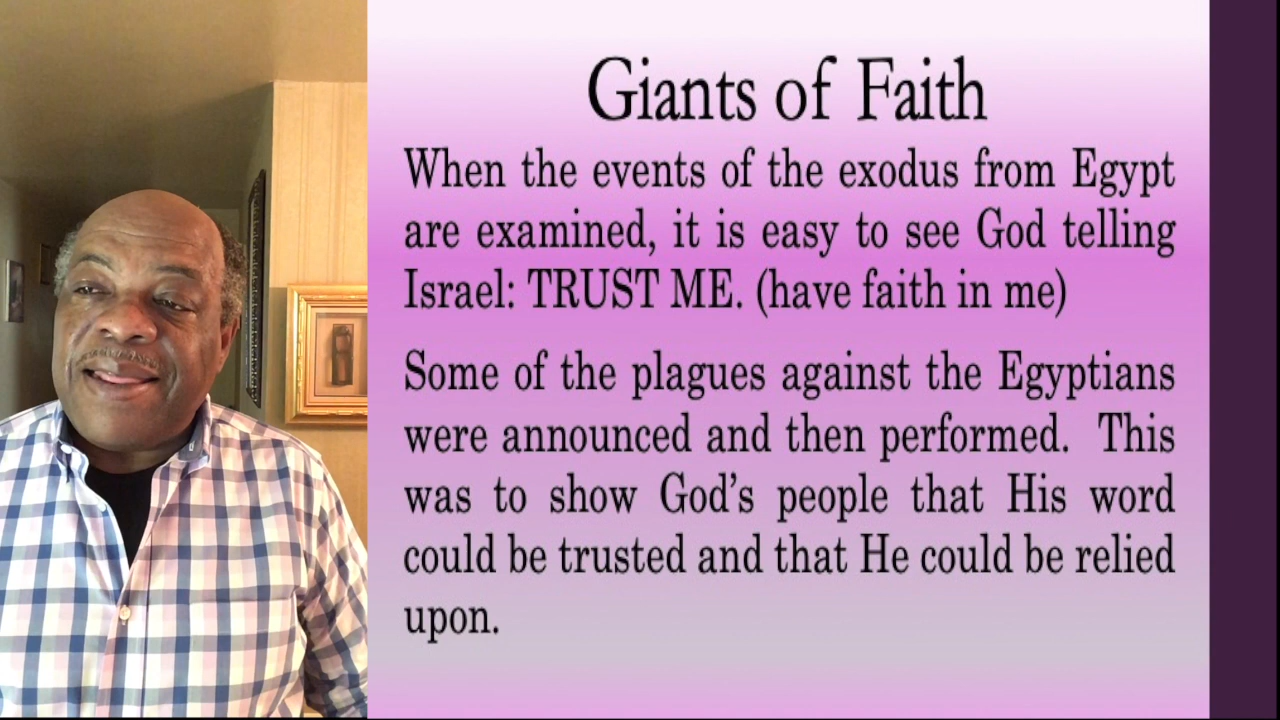 Giants of Faith
When the events of the exodus from Egypt
are examined, it is easy to see God telling
Israel: TRUST ME. (have faith in me)
Some of the plagues against the Egyptians
were announced and then performed. This
was to show God’s people that His word
could be trusted and that He could be relied
upon.